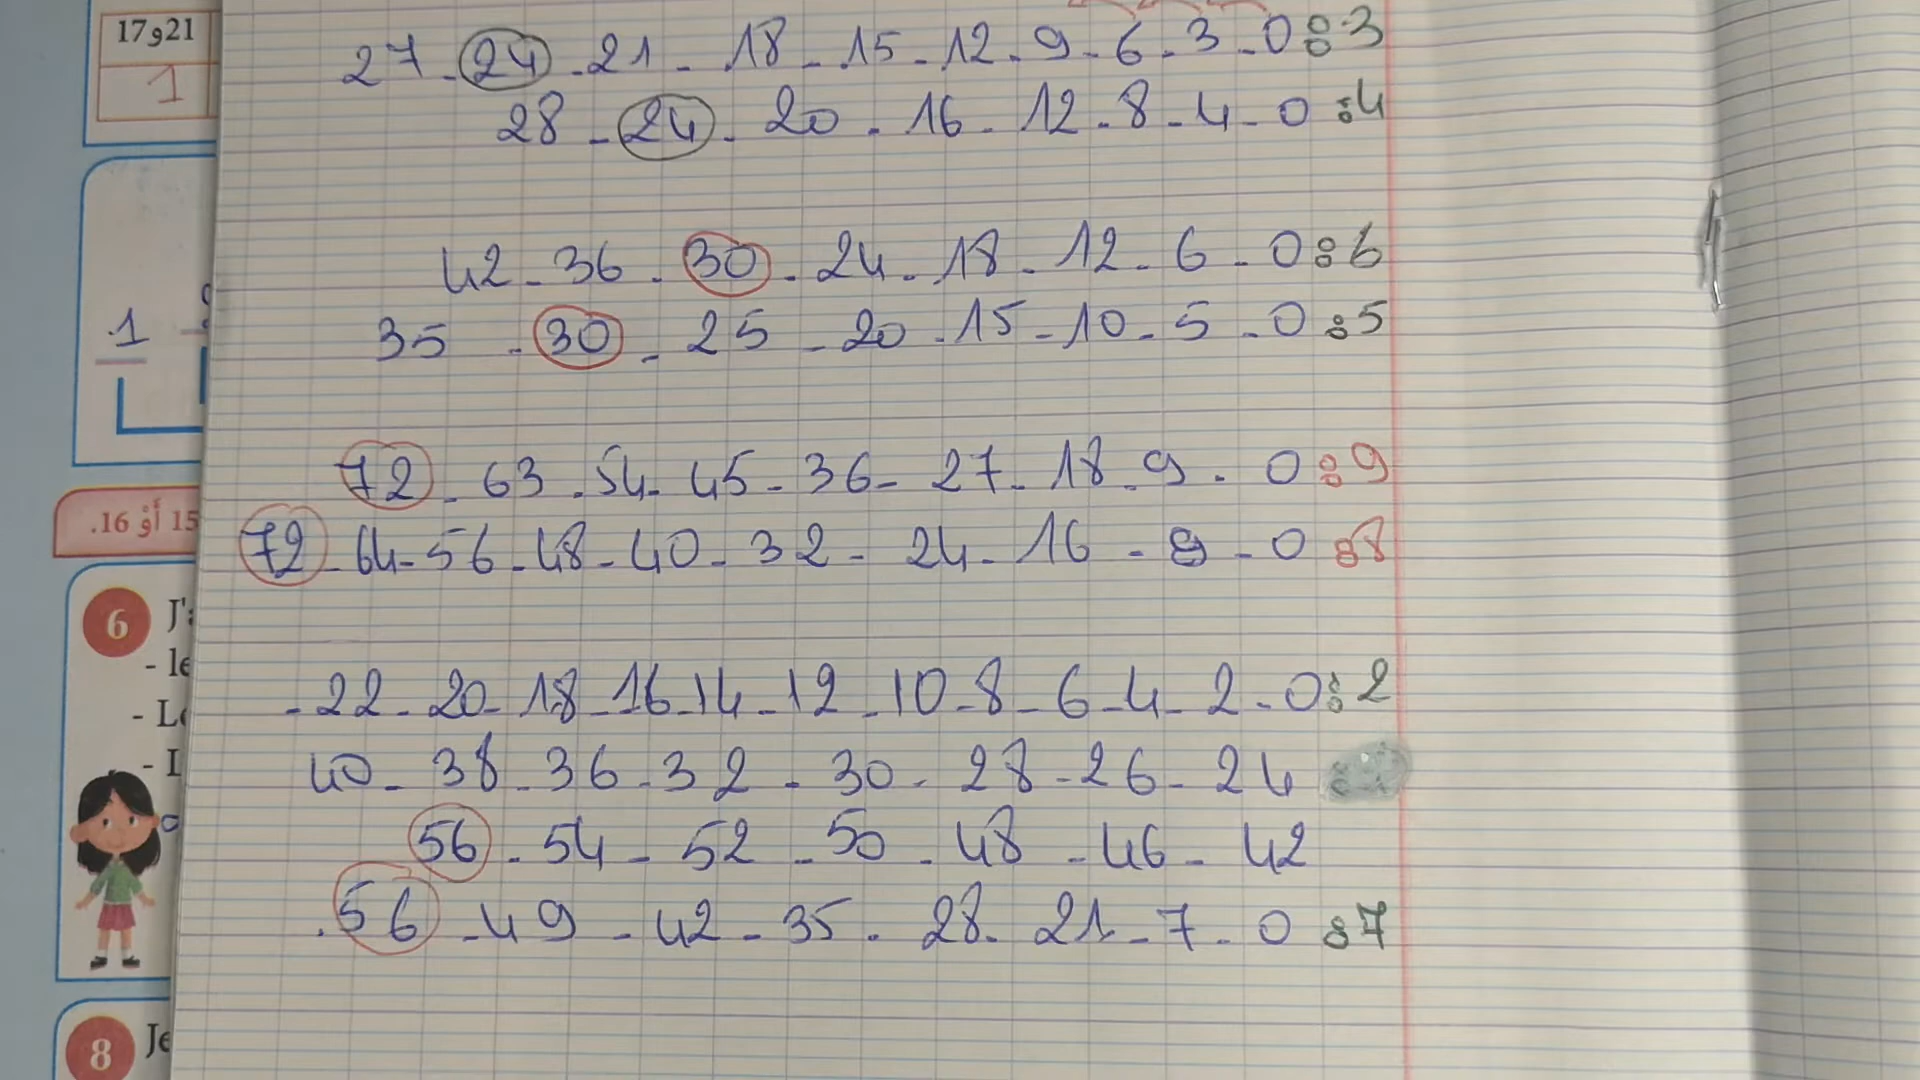 17و21
1
27 - 24 - 21 - 18 - 15 - 12 - 9 - 6 - 3 - 0 : 3
28 - 24 - 20 - 16 - 12 - 8 - 4 - 0 : 4
42 - 36 - 30 - 24 - 18 - 12 - 6 - 0 : 6
35 - 30 - 25 - 20 - 15 - 10 - 5 - 0 : 5
1
72 - 63 - 54 - 45 - 36 - 27 - 18 - 9 - 0 : 9
72 - 64 - 56 - 48 - 40 - 32 - 24 - 16 - 8 - 0 : 8
15 أَوْ 16.
6
J'
- le
- L
- I
- 22 - 20 - 18 - 16 - 14 - 12 - 10 - 8 - 6 - 4 - 2 - 0 : 2
40 - 38 - 36 - 32 - 30 - 28 - 26 - 24
56 - 54 - 52 - 50 - 48 - 46 - 42
56 - 49 - 42 - 35 - 28 - 21 - 7 - 0 : 7
8 Je